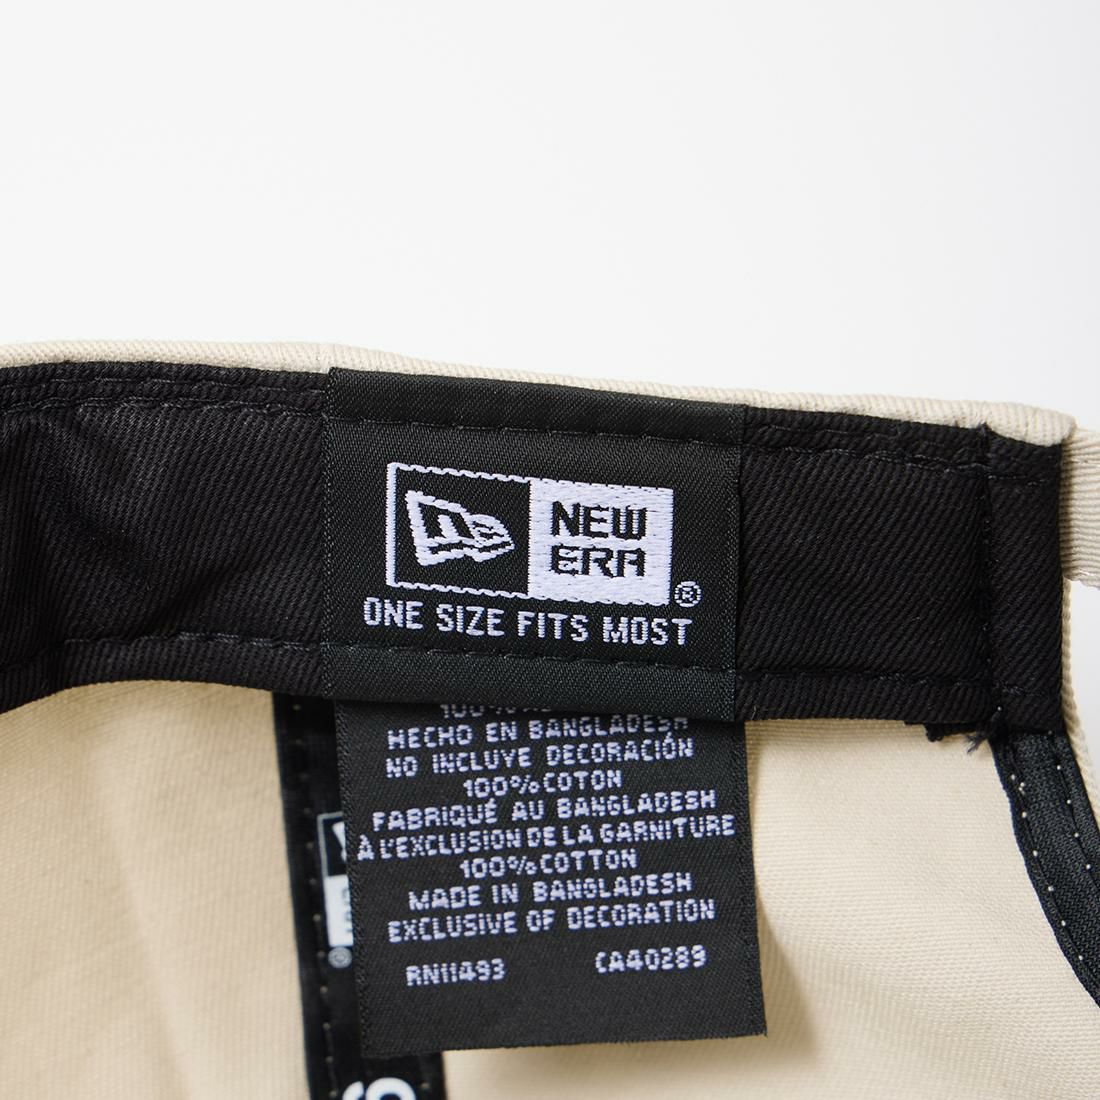 NEW
ERA
®
ONE SIZE FITS MOST
HECHO EN BANGLADESH
NO INCLUYE DECORACIÓN
100% COTON
FABRIQUÉ AU BANGLADESH
À L'EXCLUSION DE LA GARNITURE
100% COTTON
MADE IN BANGLADESH
EXCLUSIVE OF DECORATION
RN11493 CA40289